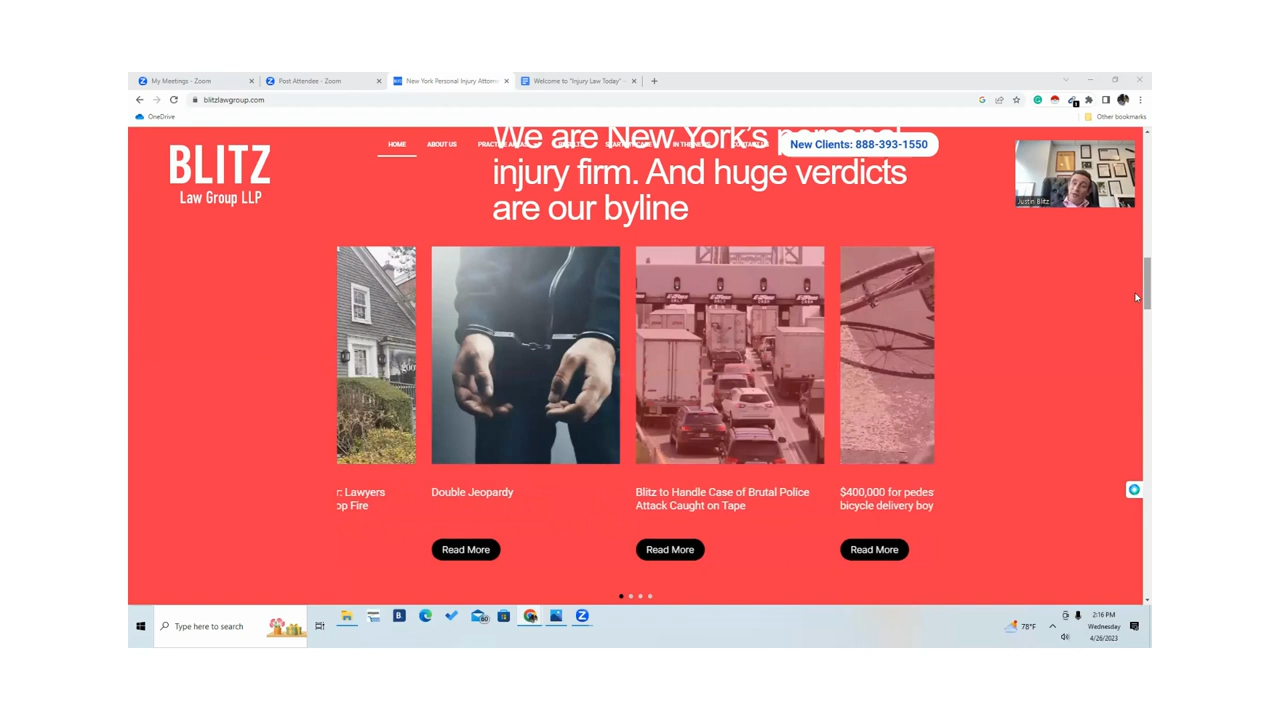 My Meetings - Zoom
Post Attendee - Zoom
New York Personal Injury Attorn
Welcome to "Injury Law Today" -
blitzlawgroup.com
OneDrive
Other bookmarks
We are New York's personal
HOME
ABOUT US
New Clients: 888-393-1550
BLITZ
Law Group LLP
injury firm. And huge verdicts
are our byline
Justin Blitz
r: Lawyers
op Fire
Double Jeopardy
Blitz to Handle Case of Brutal Police
Attack Caught on Tape
$400,000 for pedes
bicycle delivery boy
Read More
Read More
Read More
Type here to search
60
78°F
2:16 PM
Wednesday
4/26/2023